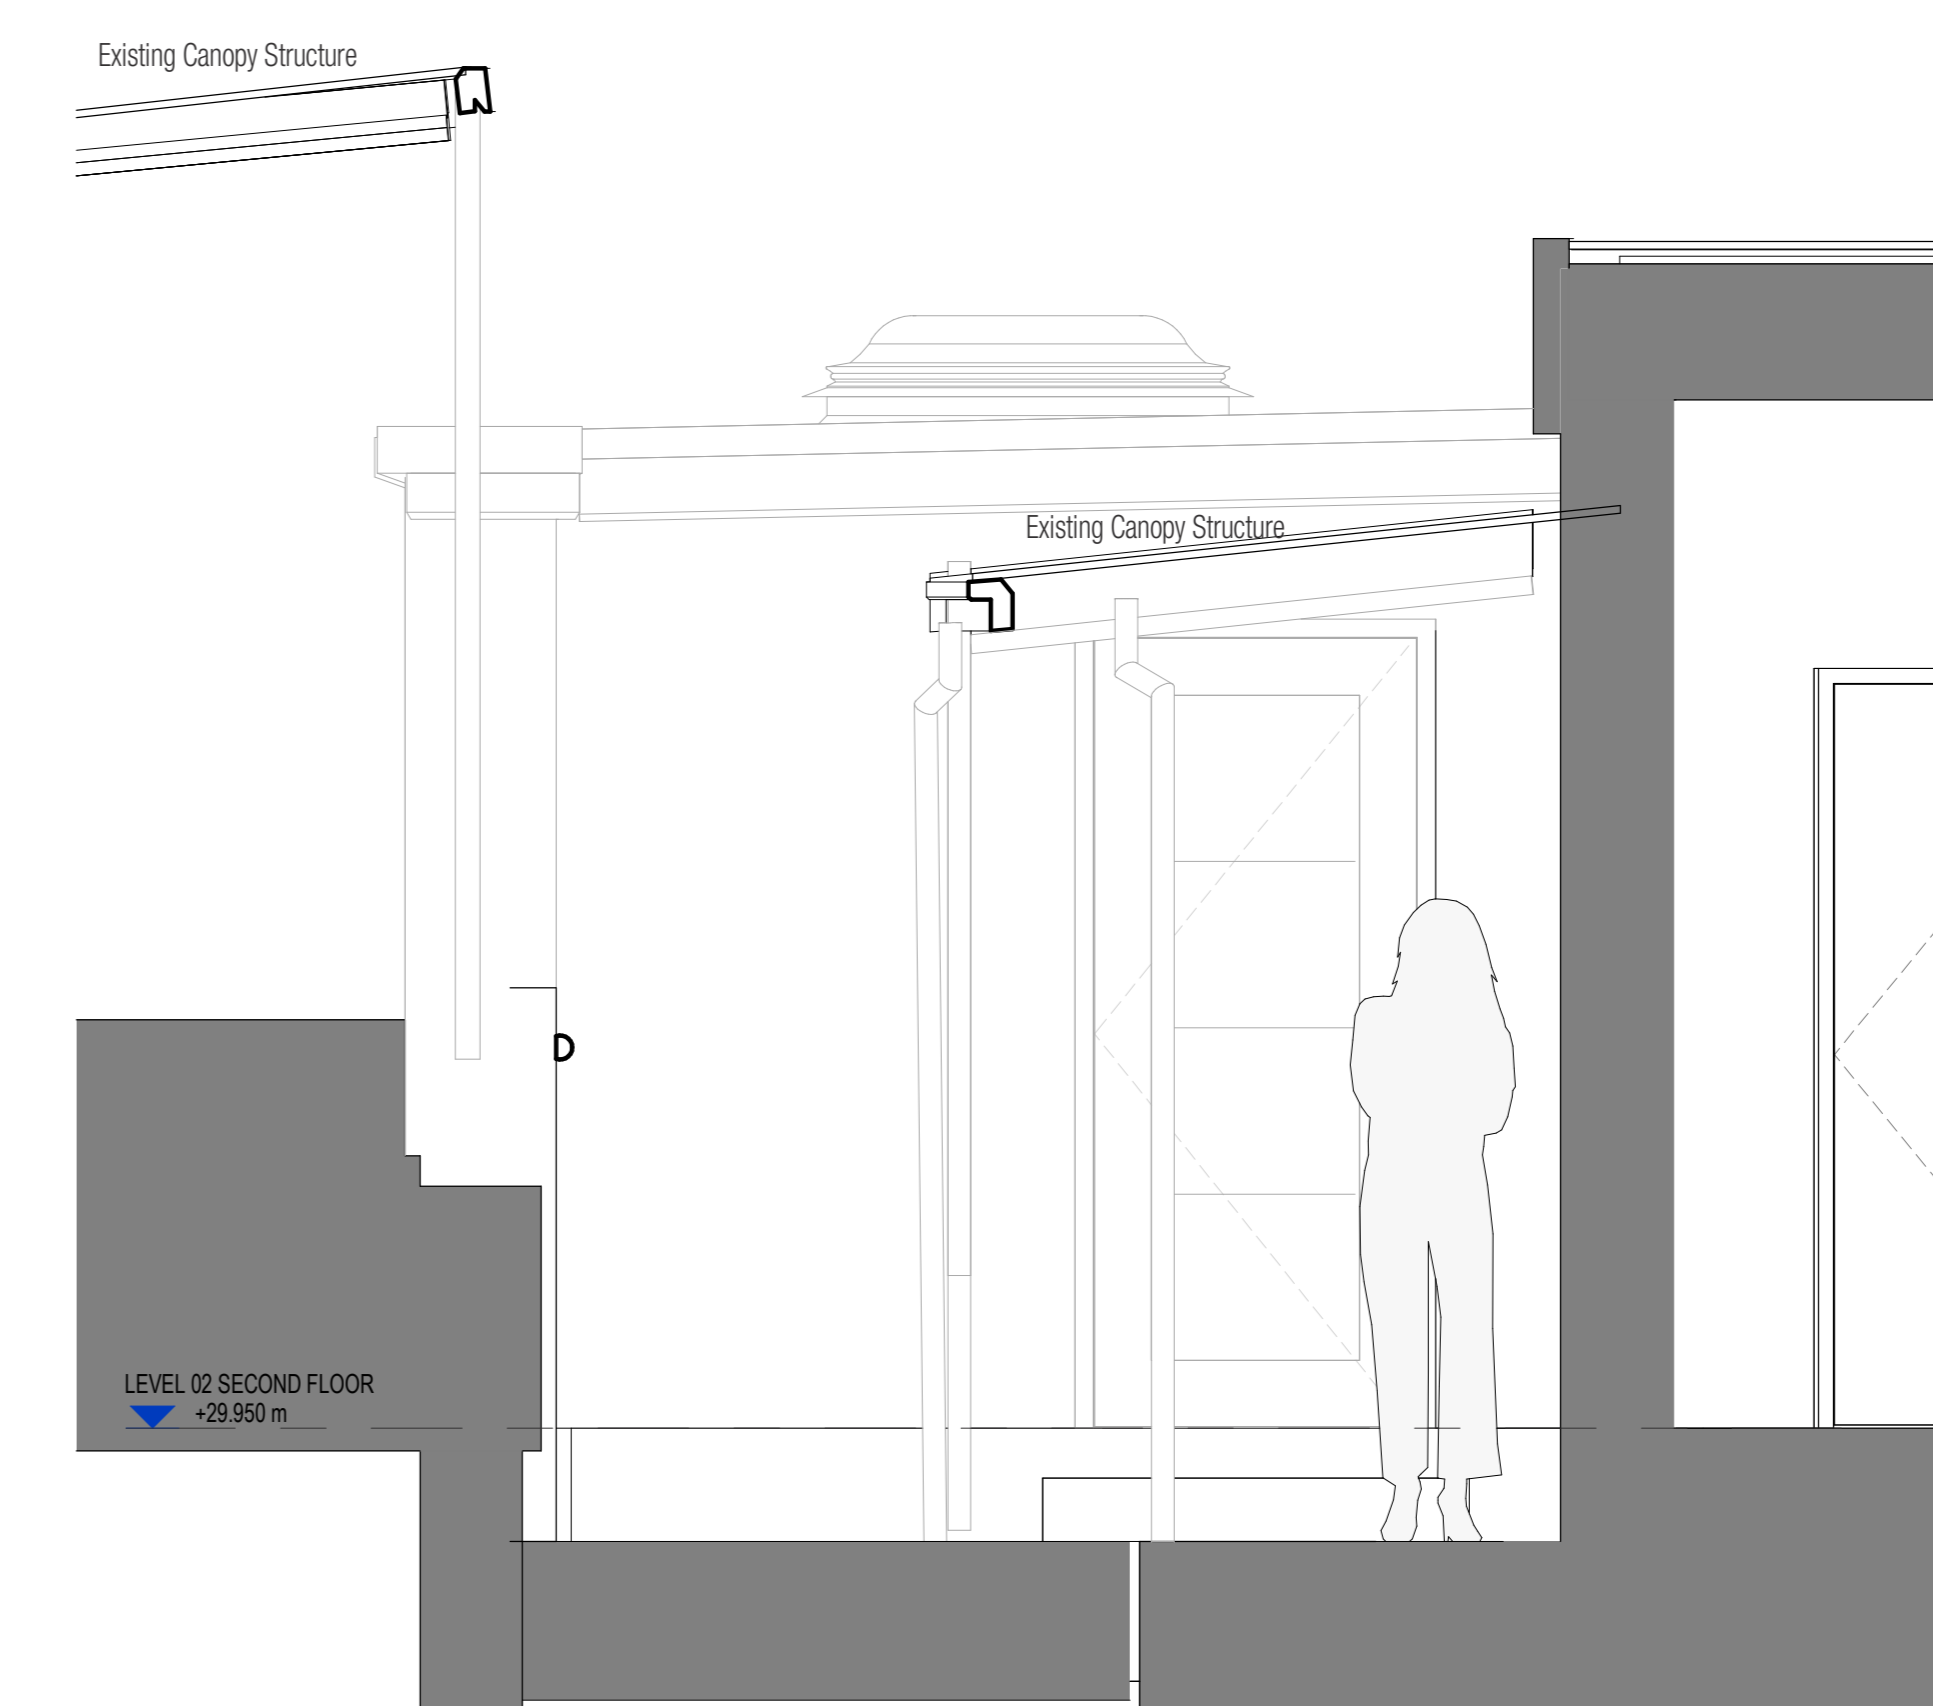 Existing Canopy Structure
Existing Canopy Structure
LEVEL 02 SECOND FLOOR
+29.950 m